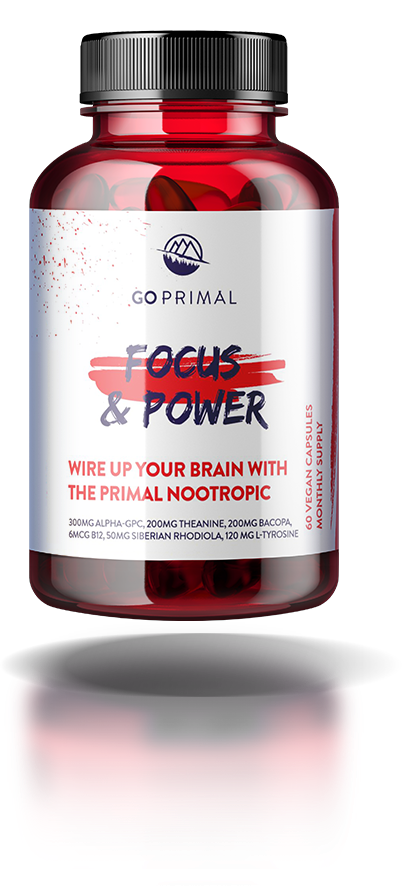 GO PRIMAL
FOCUS
& POWER
WIRE UP YOUR BRAIN WITH
THE PRIMAL NOOTROPIC
300MG ALPHA-GPC, 200MG THEANINE, 200MG BACOPA,
6MCG B12, 50MG SIBERIAN RHODIOLA, 120 MG L-TYROSINE
60 VEGAN CAPSULES
MONTHLY SUPPLY